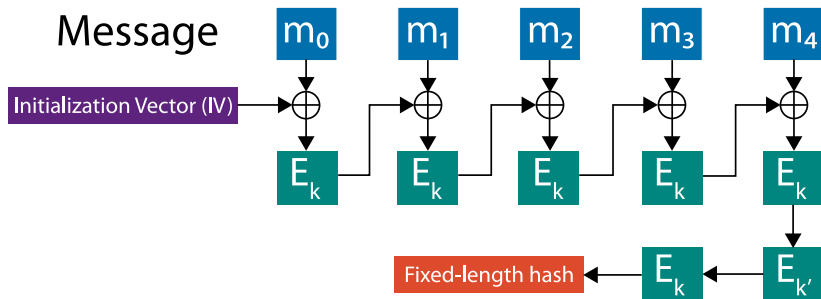 Message m₀ m₁ m₂ m₃ m₄
Initialization Vector (IV)
Eₖ Eₖ Eₖ Eₖ Eₖ
Fixed-length hash Eₖ Eₖ'